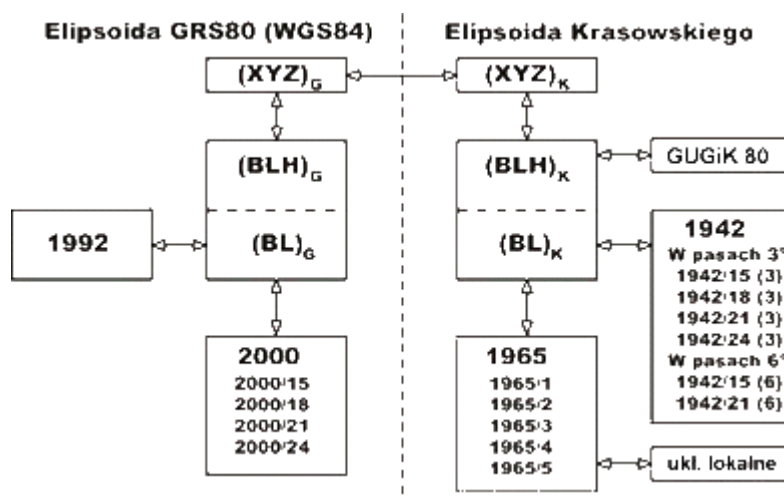 Elipsoida GRS80 (WGS84)
Elipsoida Krasowskiego
(XYZ)G
(XYZ)K
(BLH)G
(BLH)K
GUGiK 80
1992
(BL)G
(BL)K
1942
W pasach 3°
1942/15 (3)
1942/18 (3)
1942/21 (3)
1942/24 (3)
W pasach 6°
1942/15 (6)
1942/21 (6)
2000
2000/15
2000/18
2000/21
2000/24
1965
1965/1
1965/2
1965/3
1965/4
1965/5
ukl. lokalne